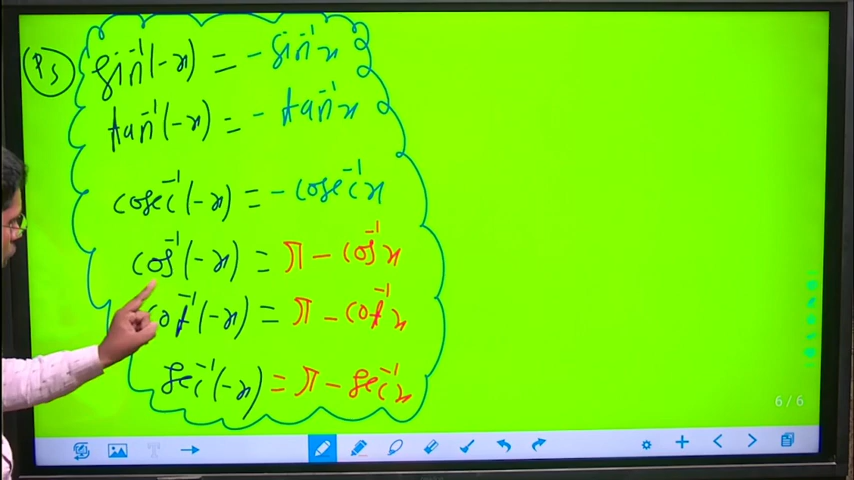 P5
sin⁻¹(-x) = - sin⁻¹x
tan⁻¹(-x) = - tan⁻¹x
cosec⁻¹(-x) = - cosec⁻¹x
cos⁻¹(-x) = π - cos⁻¹x
cot⁻¹(-x) = π - cot⁻¹x
sec⁻¹(-x) = π - sec⁻¹x
6/6